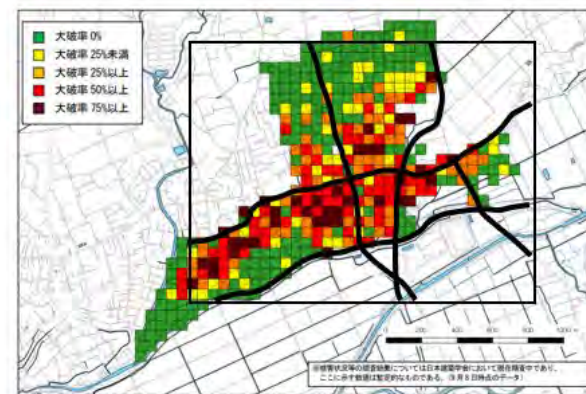 大破率 0%
大破率 25%未満
大破率 25%以上
大破率 50%以上
大破率 75%以上
0 200 400 600 800 1000
※被害状況等の調査結果については日本建築学会において現在精査中であり、
ここに示す数値は暫定的なものである。(9月8日時点のデータ)